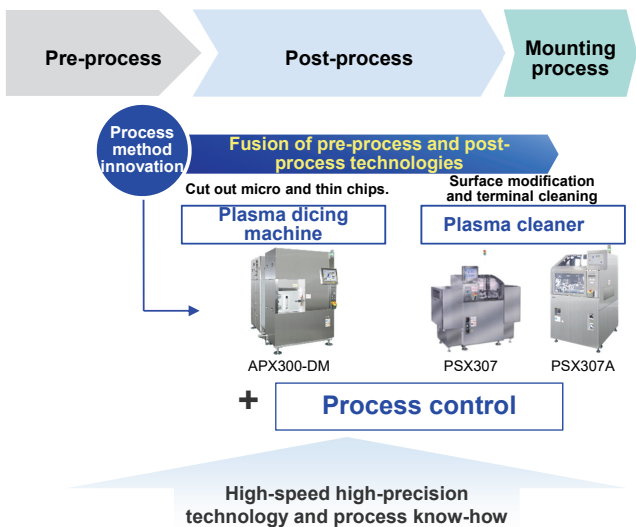 Pre-process
Post-process
Mounting
process
Process
method
innovation
Fusion of pre-process and post-
process technologies
Cut out micro and thin chips.
Surface modification
and terminal cleaning
Plasma dicing
machine
Plasma cleaner
APX300-DM
PSX307
PSX307A
+
Process control
High-speed high-precision
technology and process know-how